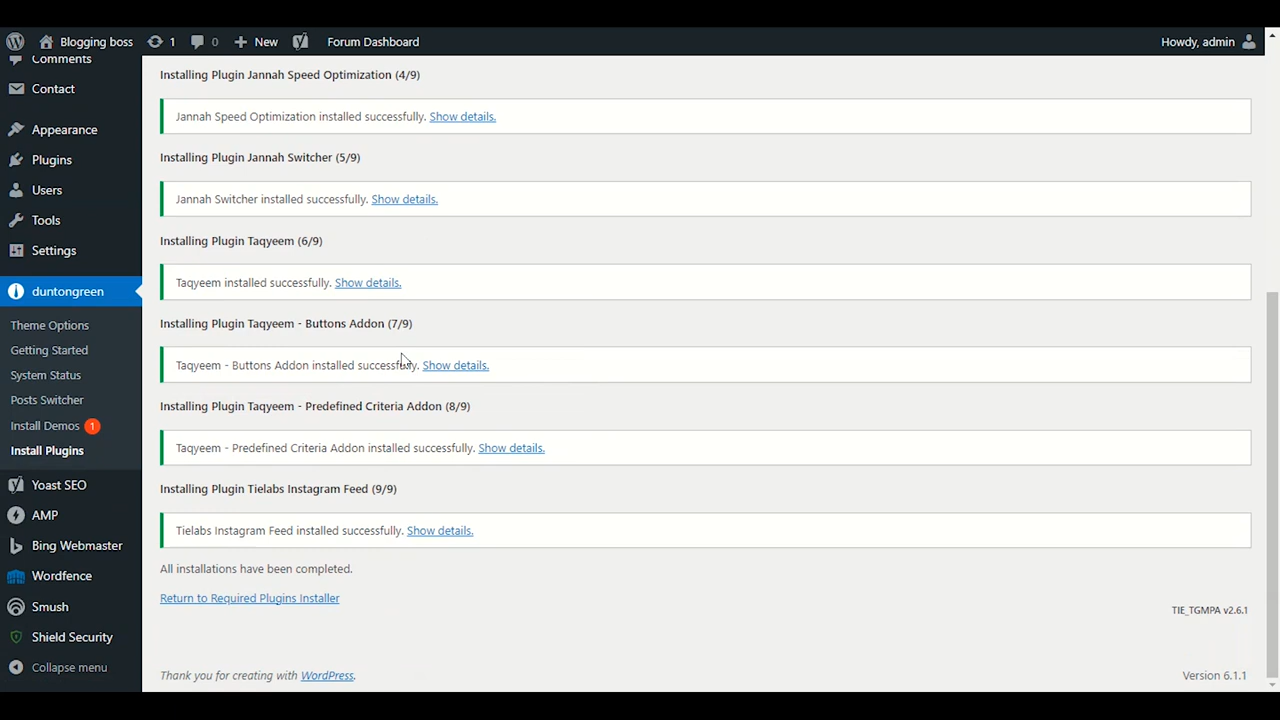 Blogging boss 1 0 New Forum Dashboard Howdy, admin
Comments
Contact
Appearance
Plugins
Users
Tools
Settings
duntongreen
Theme Options
Getting Started
System Status
Posts Switcher
Install Demos 1
Install Plugins
Yoast SEO
AMP
Bing Webmaster
Wordfence
Smush
Shield Security
Collapse menu
Installing Plugin Jannah Speed Optimization (4/9)
Jannah Speed Optimization installed successfully. Show details.
Installing Plugin Jannah Switcher (5/9)
Jannah Switcher installed successfully. Show details.
Installing Plugin Taqyeem (6/9)
Taqyeem installed successfully. Show details.
Installing Plugin Taqyeem - Buttons Addon (7/9)
Taqyeem - Buttons Addon installed successfully. Show details.
Installing Plugin Taqyeem - Predefined Criteria Addon (8/9)
Taqyeem - Predefined Criteria Addon installed successfully. Show details.
Installing Plugin Tielabs Instagram Feed (9/9)
Tielabs Instagram Feed installed successfully. Show details.
All installations have been completed.
Return to Required Plugins Installer
TIE_TGMPA v2.6.1
Thank you for creating with WordPress.
Version 6.1.1